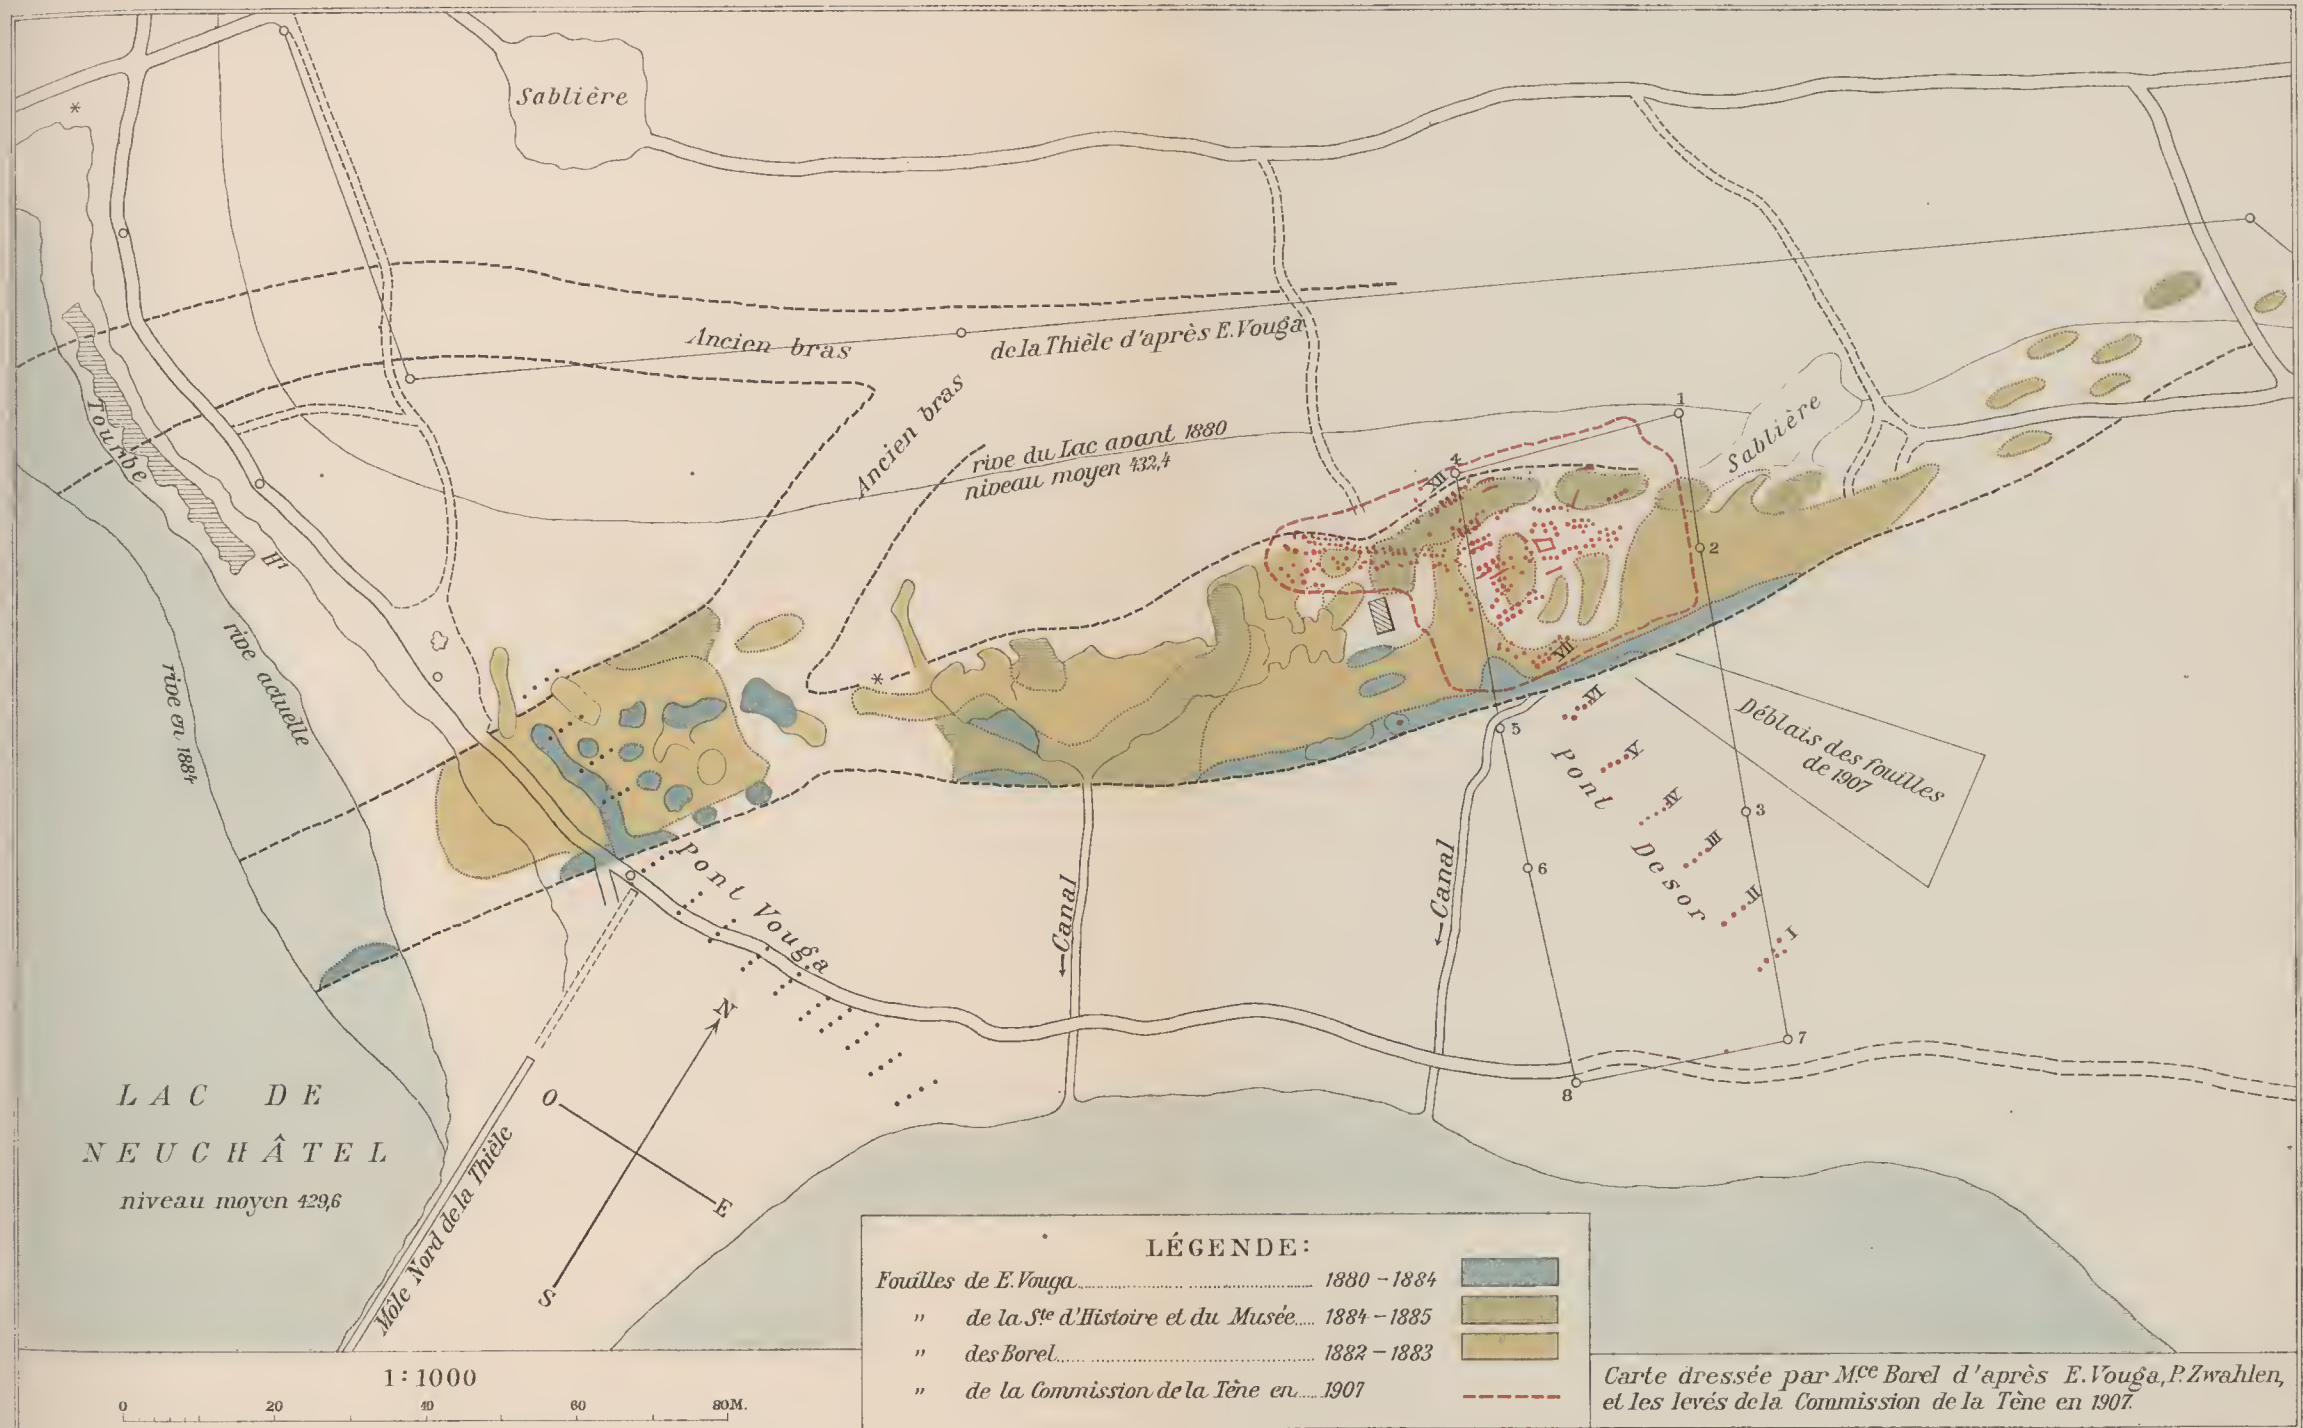 Sablière
Ancien bras
de la Thièle d'après E. Vouga
Ancien bras
rive du Lac avant 1880
niveau moyen 432,4
Tourbe
H¹
rive actuelle
rive en 1884
Sablière
1
2
3
4
5
6
7
8
XII
VII
VI
V
IV
III
II
I
Pont Desor
Déblais des fouilles
de 1907
Pont Vouga
←Canal
←Canal
N
O
E
S
Môle Nord de la Thièle
LAC DE
NEUCHÂTEL
niveau moyen 429,6
1:1000
0 20 40 60 80 M.
LÉGENDE:
Fouilles de E. Vouga 1880-1884
" de la Sᵗᵉ d'Histoire et du Musée 1884-1885
" des Borel 1882-1883
" de la Commission de la Tène en 1907
Carte dressée par Mᶜᵉ Borel d'après E. Vouga, P. Zwahlen,
et les levés de la Commission de la Tène en 1907.